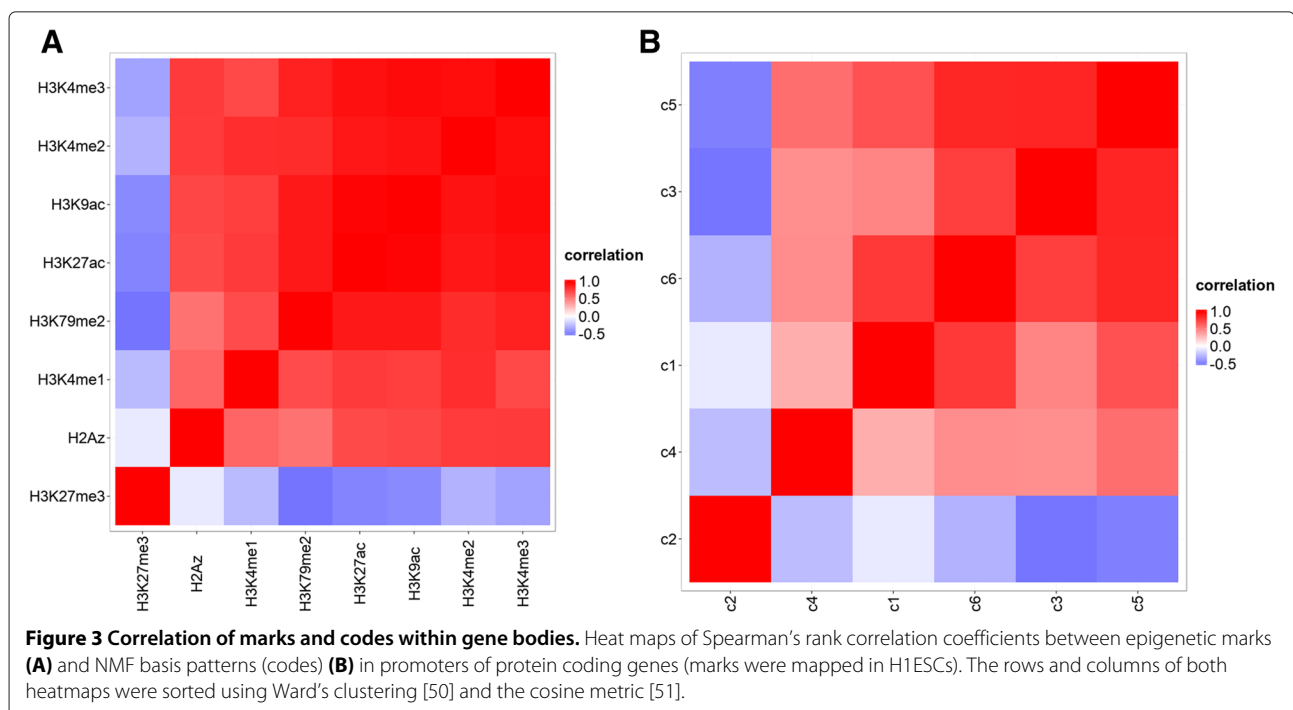 A
H3K4me3
H3K4me2
H3K9ac
H3K27ac
H3K79me2
H3K4me1
H2Az
H3K27me3
H3K27me3
H2Az
H3K4me1
H3K79me2
H3K27ac
H3K9ac
H3K4me2
H3K4me3
correlation
1.0
0.5
0.0
-0.5
B
c5
c3
c6
c1
c4
c2
c2
c4
c1
c6
c3
c5
correlation
1.0
0.5
0.0
-0.5
Figure 3 Correlation of marks and codes within gene bodies. Heat maps of Spearman's rank correlation coefficients between epigenetic marks
(A) and NMF basis patterns (codes) (B) in promoters of protein coding genes (marks were mapped in H1ESCs). The rows and columns of both
heatmaps were sorted using Ward's clustering [50] and the cosine metric [51].